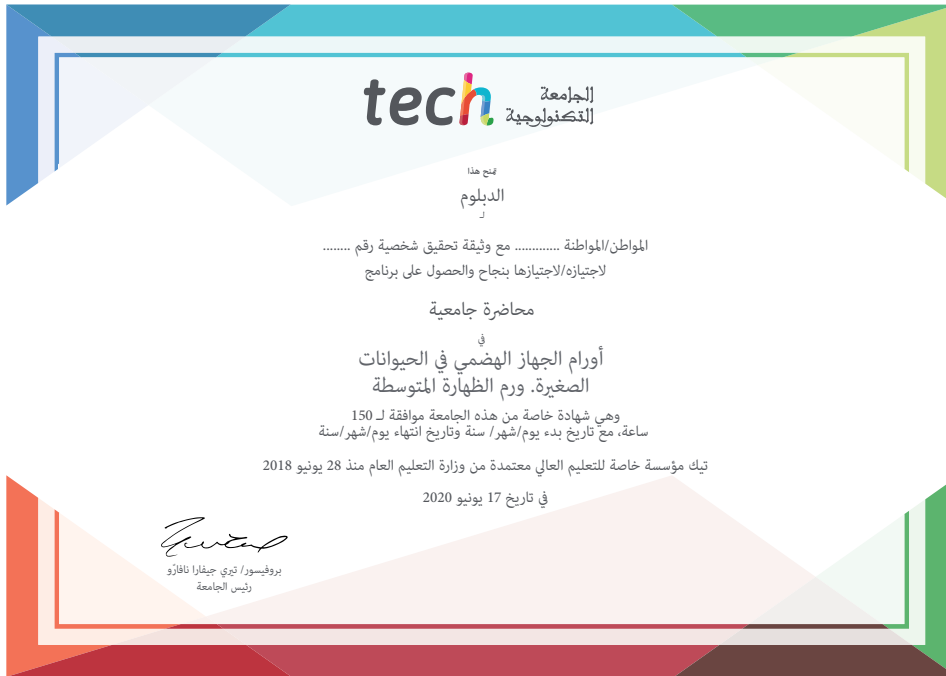 tech الجامعة
التكنولوجية
يمنح هذا
الدبلوم
لـ
المواطن/المواطنة ............ مع وثيقة تحقيق شخصية رقم ........
لاجتيازه/لاجتيازها بنجاح والحصول على برنامج
محاضرة جامعية
في
أورام الجهاز الهضمي في الحيوانات
الصغيرة. ورم الظهارة المتوسطة
وهي شهادة خاصة من هذه الجامعة موافقة لـ 150
ساعة، مع تاريخ بدء يوم/شهر/ سنة وتاريخ انتهاء يوم/شهر/سنة
تيك مؤسسة خاصة للتعليم العالي معتمدة من وزارة التعليم العام منذ 28 يونيو 2018
في تاريخ 17 يونيو 2020
بروفيسور/ تيري جيفارا نافارّو
رئيس الجامعة